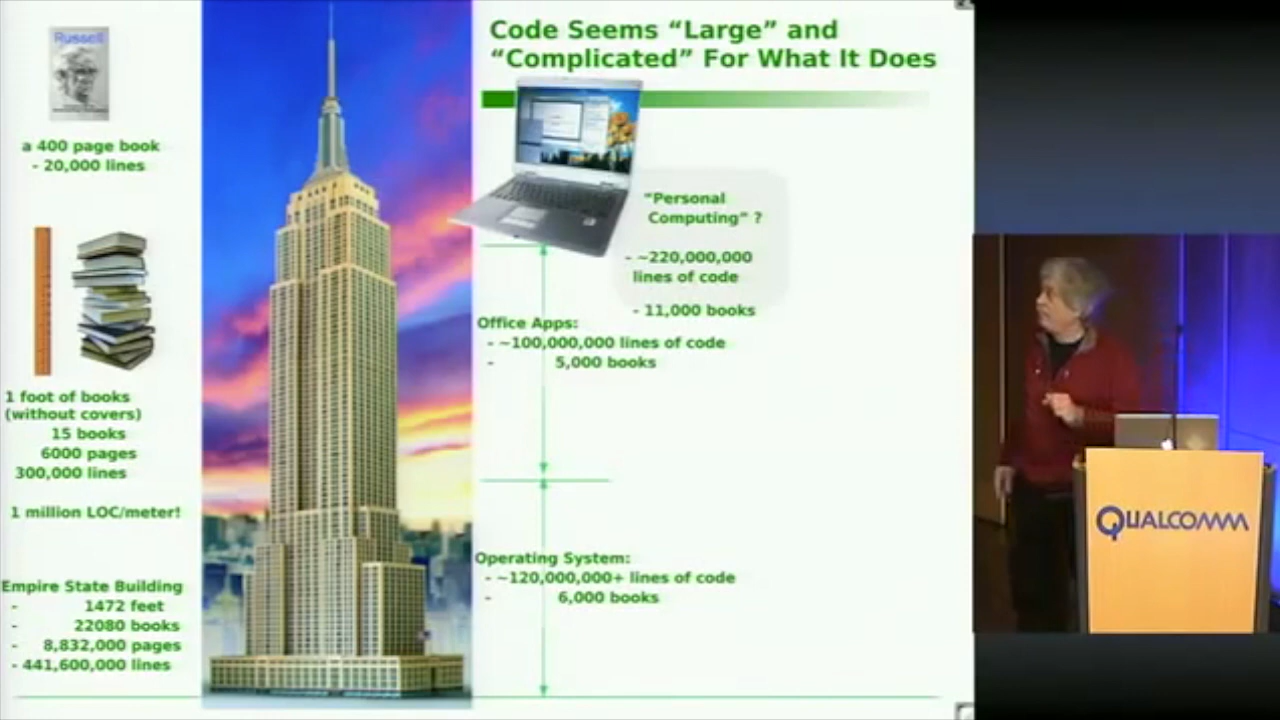 Code Seems “Large” and
“Complicated” For What It Does
Russell
a 400 page book
- 20,000 lines
1 foot of books
(without covers)
15 books
6000 pages
300,000 lines
1 million LOC/meter!
Empire State Building
- 1472 feet
- 22080 books
- 8,832,000 pages
- 441,600,000 lines
“Personal
Computing” ?
- ~220,000,000
lines of code
- 11,000 books
Office Apps:
- ~100,000,000 lines of code
- 5,000 books
Operating System:
- ~120,000,000+ lines of code
- 6,000 books
QUALCOMM